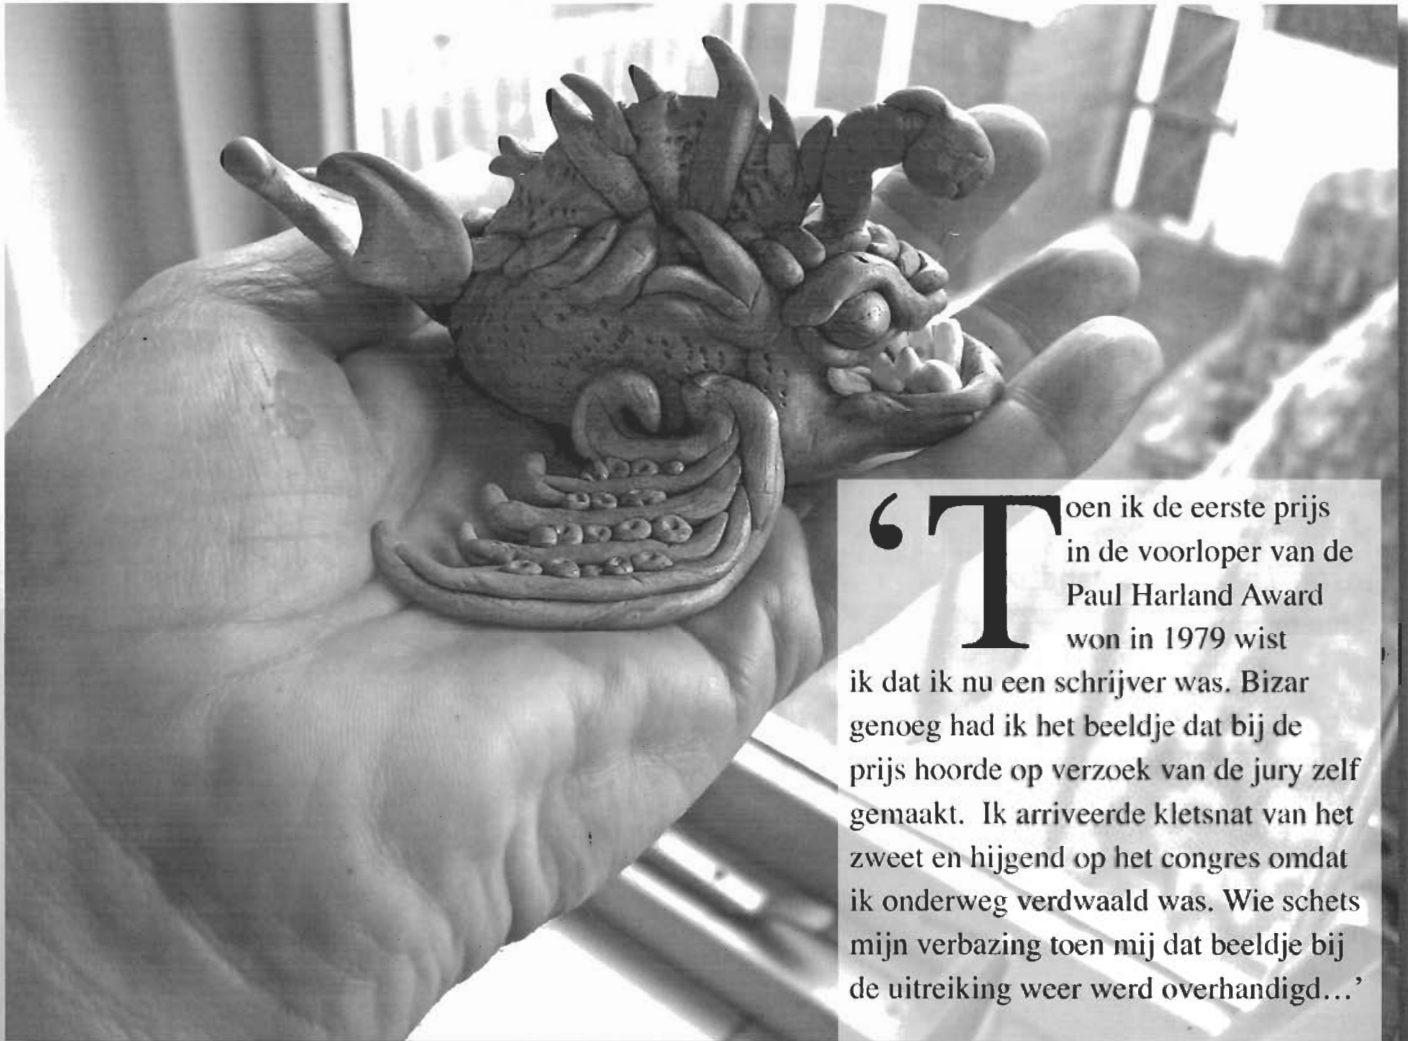 ‘Toen ik de eerste prijs
in de voorloper van de
Paul Harland Award
won in 1979 wist
ik dat ik nu een schrijver was. Bizar
genoeg had ik het beeldje dat bij de
prijs hoorde op verzoek van de jury zelf
gemaakt.  Ik arriveerde kletsnat van het
zweet en hijgend op het congres omdat
ik onderweg verdwaald was. Wie schets
mijn verbazing toen mij dat beeldje bij
de uitreiking weer werd overhandigd...’